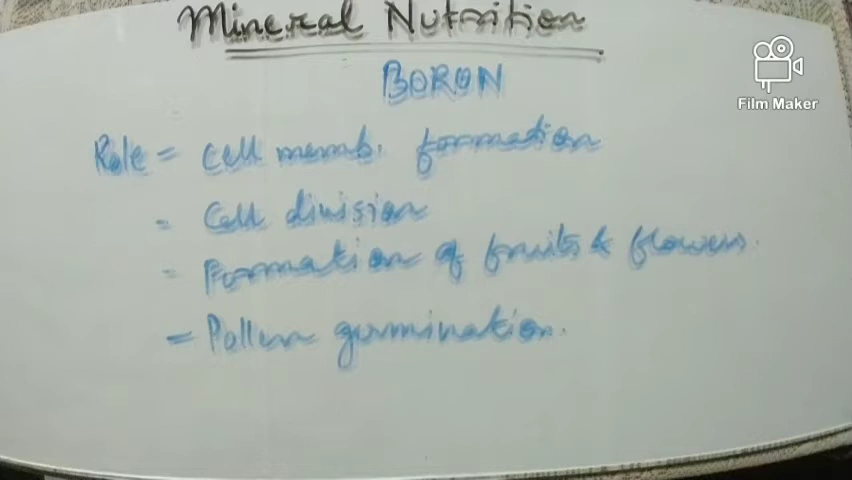 Mineral Nutrition
BORON
Film Maker
Role = Cell memb. formation
= Cell division
= Formation of fruits & flowers.
= Pollen germination.